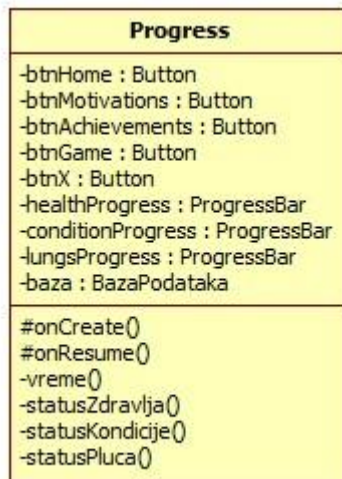 Progress
-btnHome : Button
-btnMotivations : Button
-btnAchievements : Button
-btnGame : Button
-btnX : Button
-healthProgress : ProgressBar
-conditionProgress : ProgressBar
-lungsProgress : ProgressBar
-baza : BazaPodataka
#onCreate()
#onResume()
-vreme()
-statusZdravlja()
-statusKondicije()
-statusPluca()